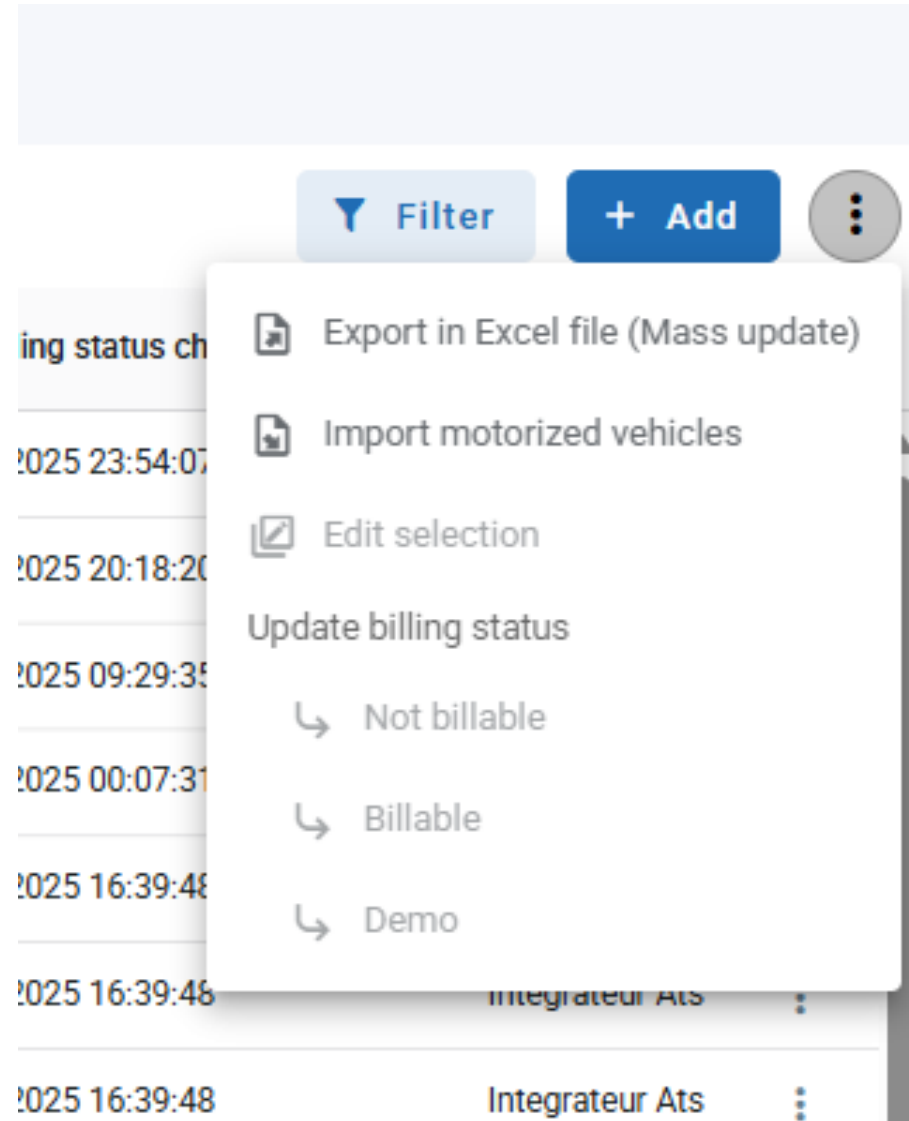 Filter
+ Add
ing status ch
Export in Excel file (Mass update)
Import motorized vehicles
2025 23:54:07
Edit selection
2025 20:18:20
Update billing status
2025 09:29:35
Not billable
2025 00:07:31
Billable
2025 16:39:48
Demo
2025 16:39:48 Integrateur Ats
2025 16:39:48 Integrateur Ats